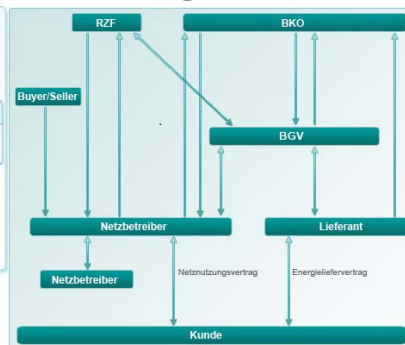 RZF
BKO
Buyer/Seller
BGV
Netzbetreiber
Lieferant
Netznutzungsvertrag
Energieliefervertrag
Netzbetreiber
Kunde